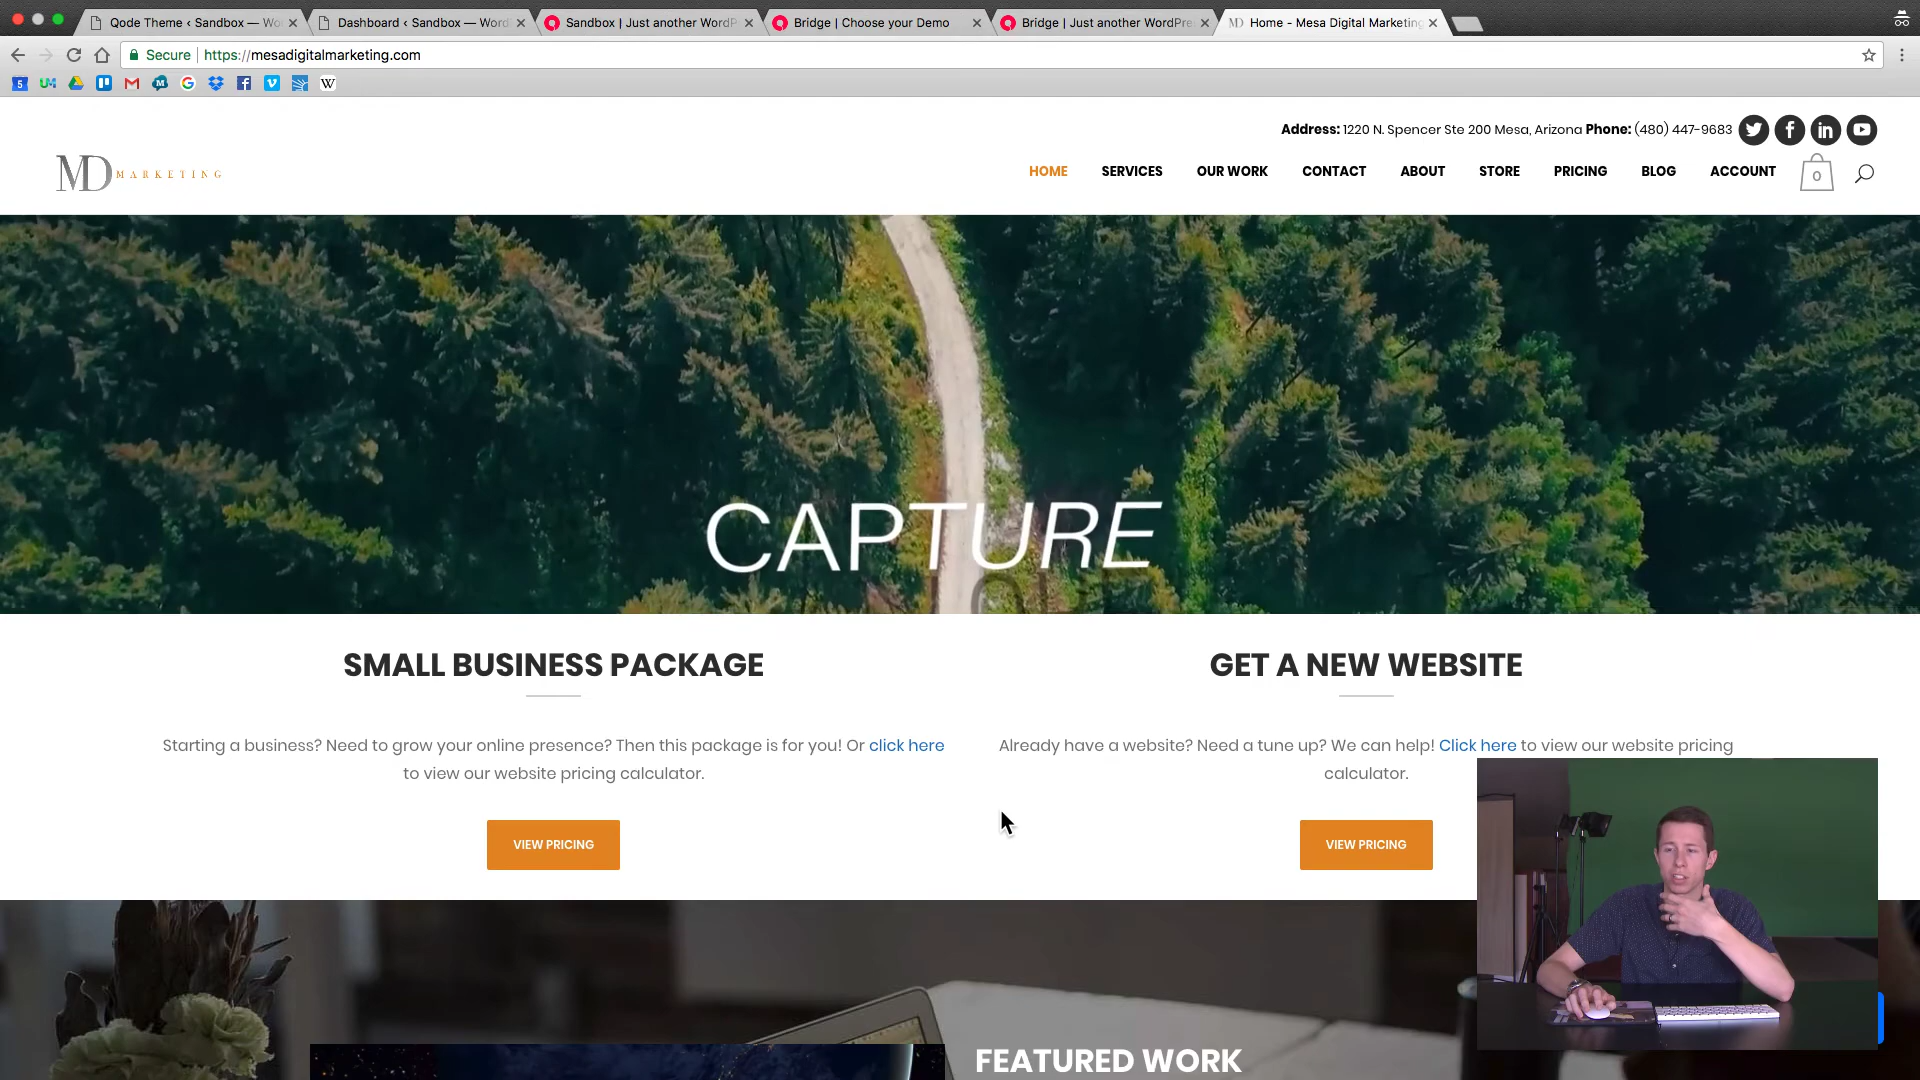 Qode Theme ‹ Sandbox — Wo
Dashboard ‹ Sandbox — Word
Sandbox | Just another WordP
Bridge | Choose your Demo
Bridge | Just another WordPre
MD Home - Mesa Digital Marketing
Secure https://mesadigitalmarketing.com
Address: 1220 N. Spencer Ste 200 Mesa, Arizona Phone: (480) 447-9683
MD MARKETING
HOME SERVICES OUR WORK CONTACT ABOUT STORE PRICING BLOG ACCOUNT 0
CAPTURE
SMALL BUSINESS PACKAGE
Starting a business? Need to grow your online presence? Then this package is for you! Or click here
to view our website pricing calculator.
VIEW PRICING
GET A NEW WEBSITE
Already have a website? Need a tune up? We can help! Click here to view our website pricing
calculator.
VIEW PRICING
FEATURED WORK